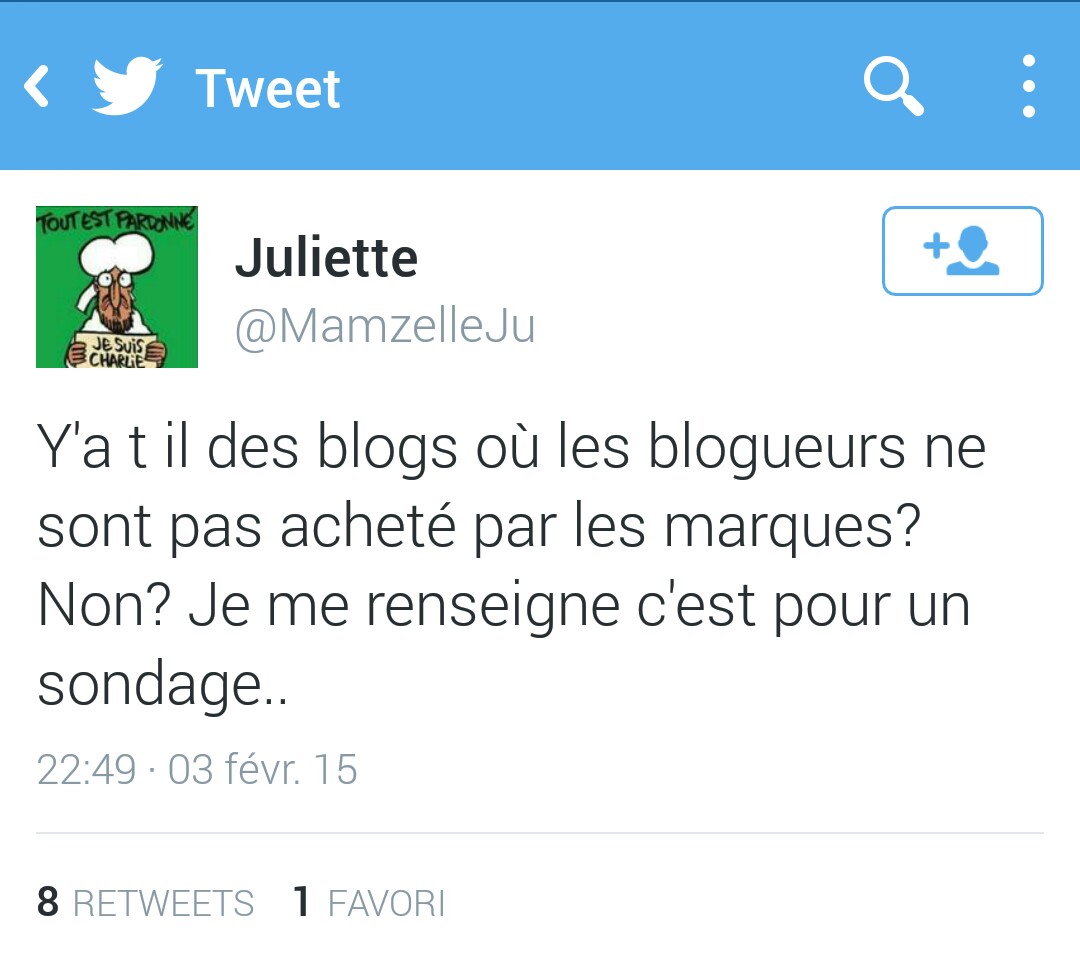 Tweet
TOUT EST PARDONNÉ
JE SUIS
CHARLIE
Juliette
@MamzelleJu
Y'a t il des blogs où les blogueurs ne
sont pas acheté par les marques?
Non? Je me renseigne c'est pour un
sondage..
22:49 · 03 févr. 15
8 RETWEETS 1 FAVORI